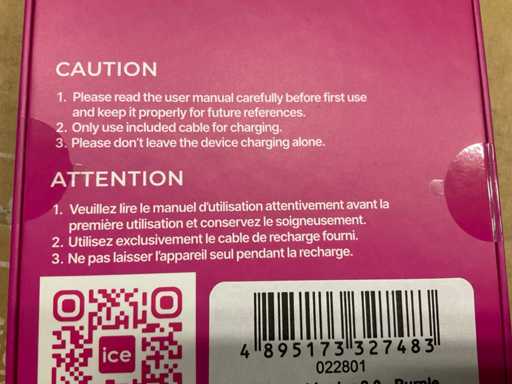 CAUTION
1. Please read the user manual carefully before first use
and keep it properly for future references.
2. Only use included cable for charging.
3. Please don't leave the device charging alone.
ATTENTION
1. Veuillez lire le manuel d'utilisation attentivement avant la
première utilisation et conservez le soigneusement.
2. Utilisez exclusivement le cable de recharge fourni.
3. Ne pas laisser l'appareil seul pendant la recharge.
ice
4 895173 327483
022801
Purple